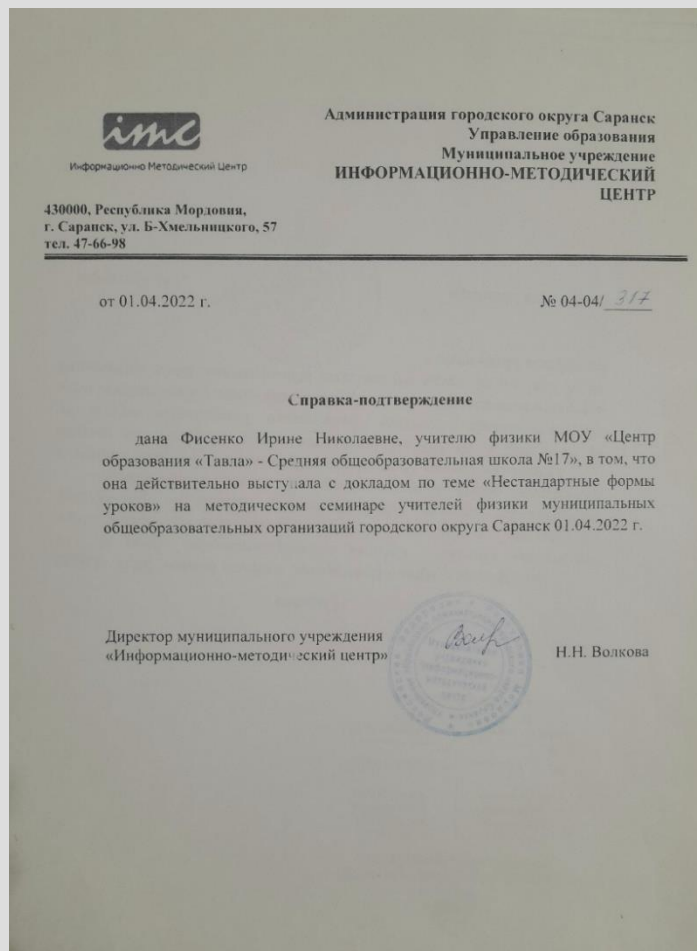 imc
Информационно Методический Центр
Администрация городского округа Саранск
Управление образования
Муниципальное учреждение
ИНФОРМАЦИОННО-МЕТОДИЧЕСКИЙ
ЦЕНТР
430000, Республика Мордовия,
г. Саранск, ул. Б-Хмельницкого, 57
тел. 47-66-98
от 01.04.2022 г.
№ 04-04/ 317
Справка-подтверждение
дана Фисенко Ирине Николаевне, учителю физики МОУ «Центр
образования «Тавла» - Средняя общеобразовательная школа №17», в том, что
она действительно выступала с докладом по теме «Нестандартные формы
уроков» на методическом семинаре учителей физики муниципальных
общеобразовательных организаций городского округа Саранск 01.04.2022 г.
Директор муниципального учреждения
«Информационно-методический центр»
Н.Н. Волкова